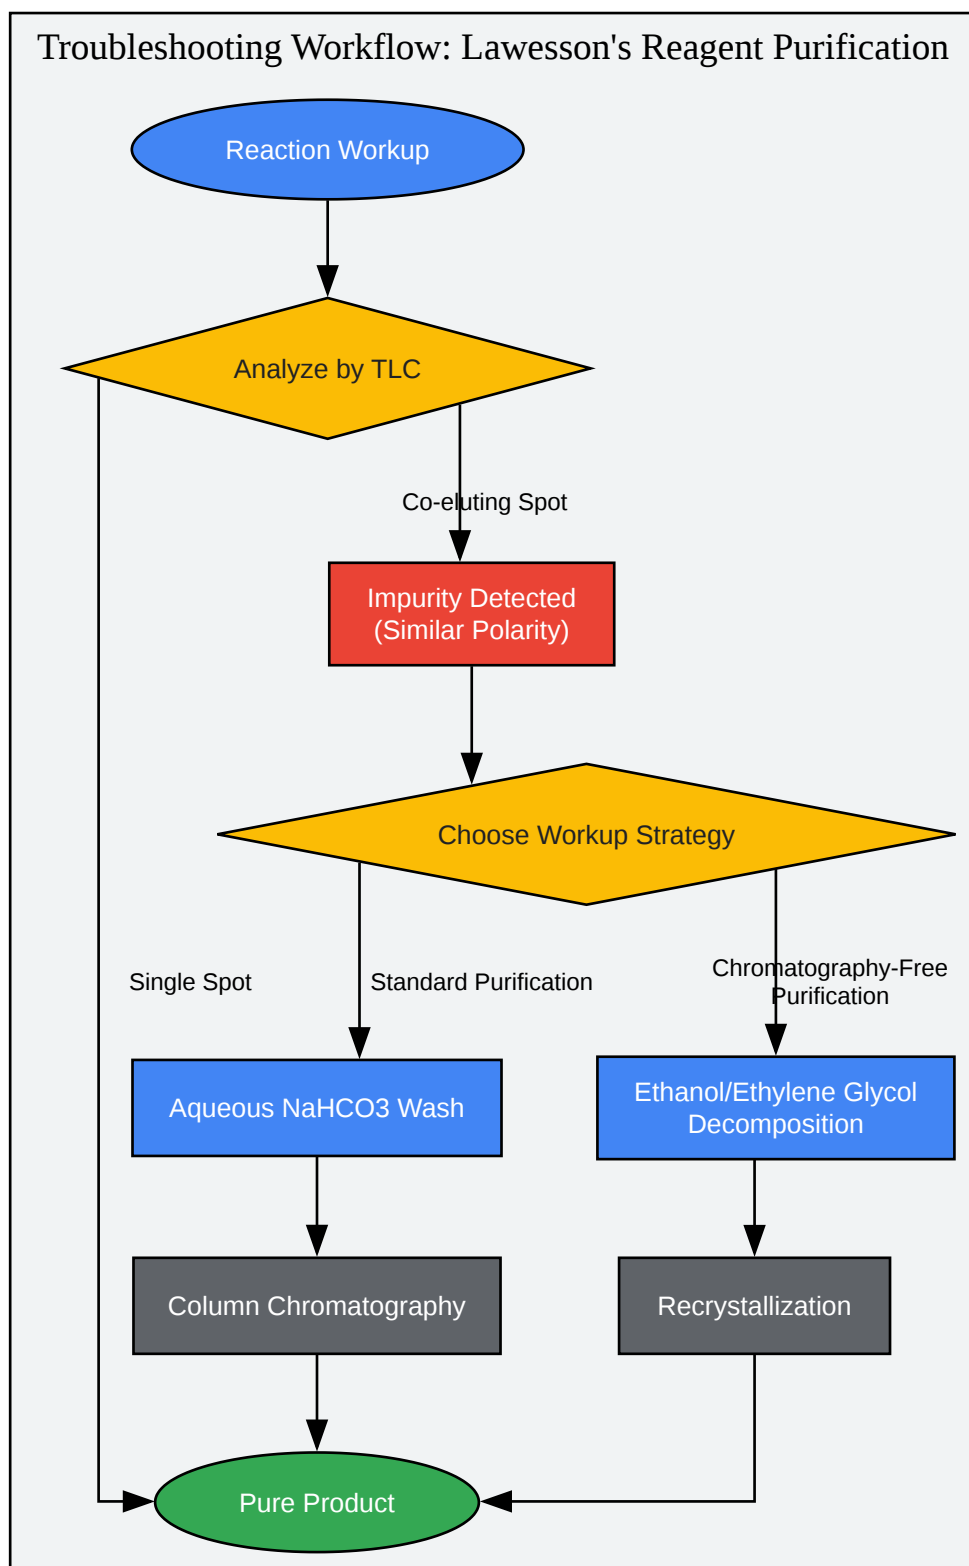 Troubleshooting Workflow: Lawesson's Reagent Purification
Reaction Workup
Analyze by TLC
Co-eluting Spot
Impurity Detected
(Similar Polarity)
Choose Workup Strategy
Single Spot
Standard Purification
Chromatography-Free
Purification
Aqueous NaHCO3 Wash
Ethanol/Ethylene Glycol
Decomposition
Column Chromatography
Recrystallization
Pure Product